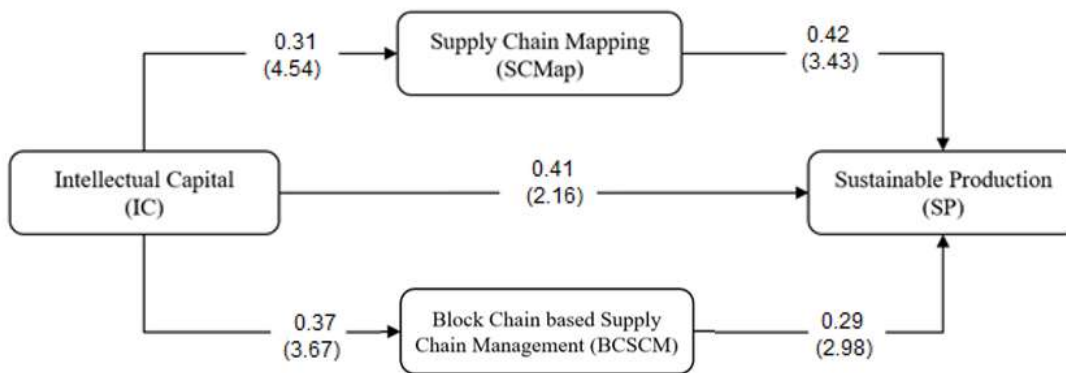 0.31
(4.54)
Supply Chain Mapping
(SCMap)
0.42
(3.43)
Intellectual Capital
(IC)
0.41
(2.16)
Sustainable Production
(SP)
0.37
(3.67)
Block Chain based Supply
Chain Management (BCSCM)
0.29
(2.98)